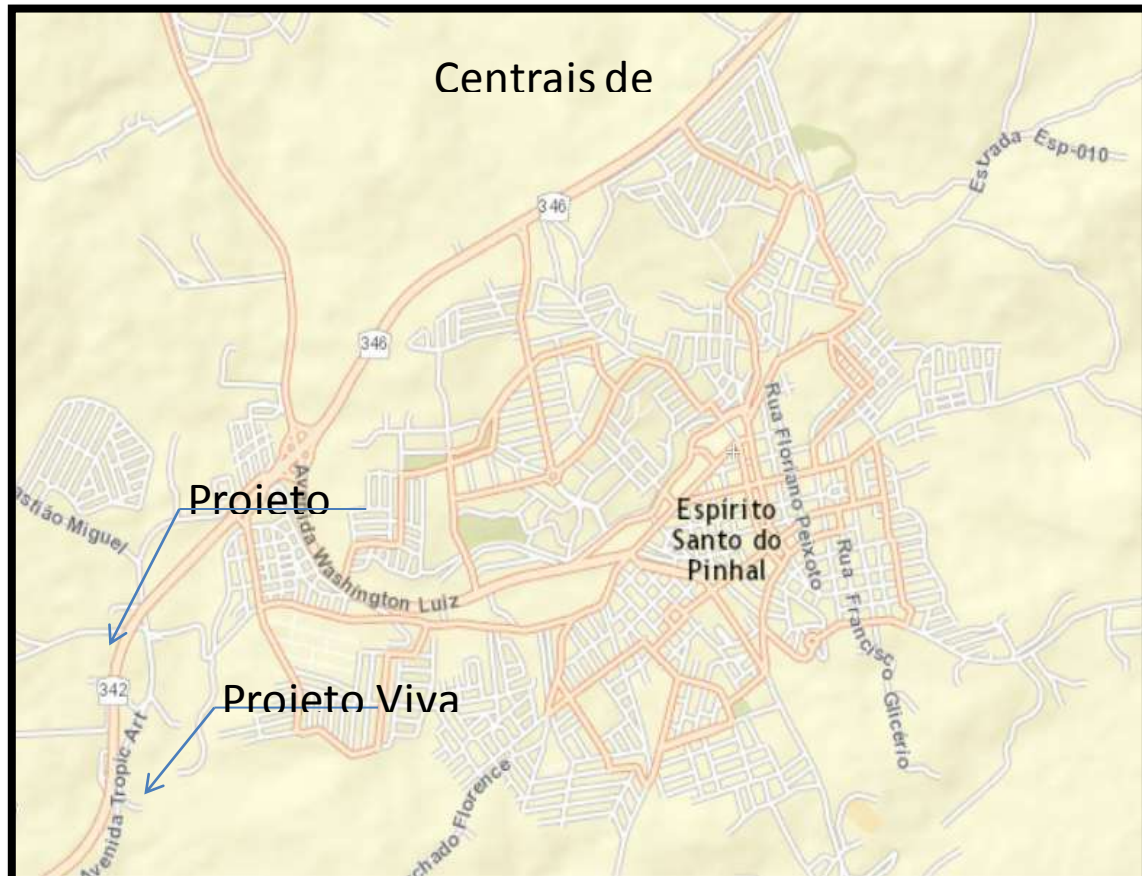 Centrais de
Estrada Esp-010
346
346
Rua Floriano Peixoto
Projeto
astião Miguel
Avenida Washington Luiz
Espírito
Santo do
Pinhal
Rua Francisco Glicério
342
Projeto Viva
Avenida Tropic Art
chado Florence